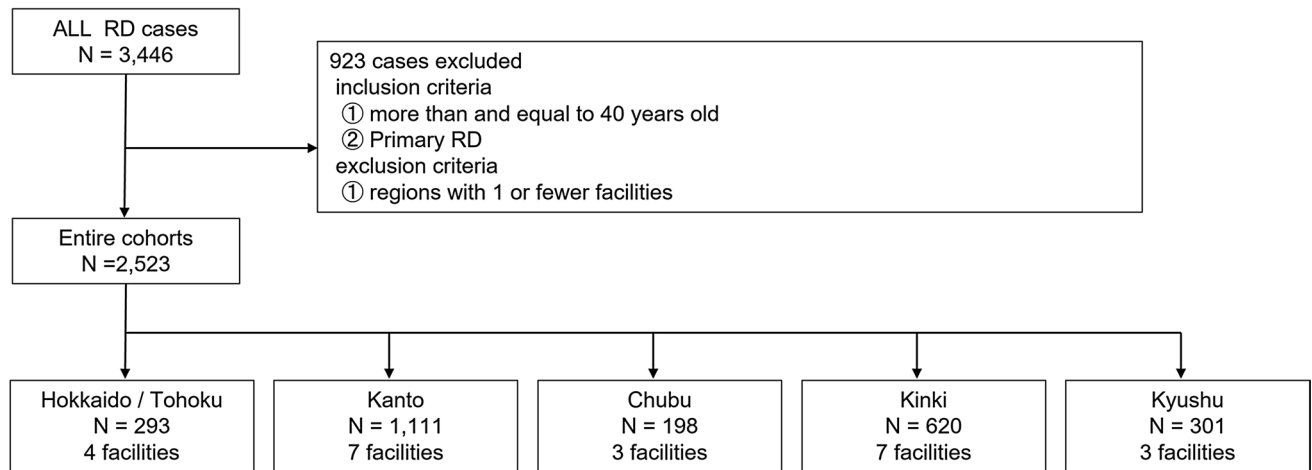 ALL RD cases
N = 3,446
923 cases excluded
inclusion criteria
① more than and equal to 40 years old
② Primary RD
exclusion criteria
① regions with 1 or fewer facilities
Entire cohorts
N =2,523
Hokkaido / Tohoku
N = 293
4 facilities
Kanto
N = 1,111
7 facilities
Chubu
N = 198
3 facilities
Kinki
N = 620
7 facilities
Kyushu
N = 301
3 facilities